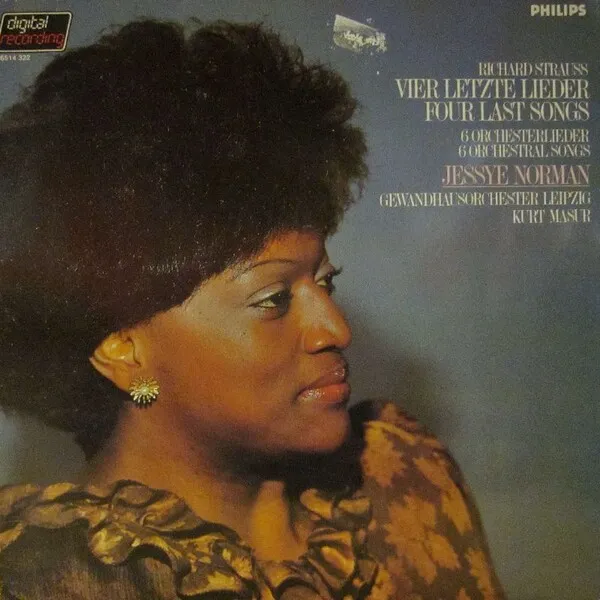 digital
recording
6514 322
PHILIPS
RICHARD STRAUSS
VIER LETZTE LIEDER
FOUR LAST SONGS
6 ORCHESTERLIEDER
6 ORCHESTRAL SONGS
JESSYE NORMAN
GEWANDHAUSORCHESTER LEIPZIG
KURT MASUR